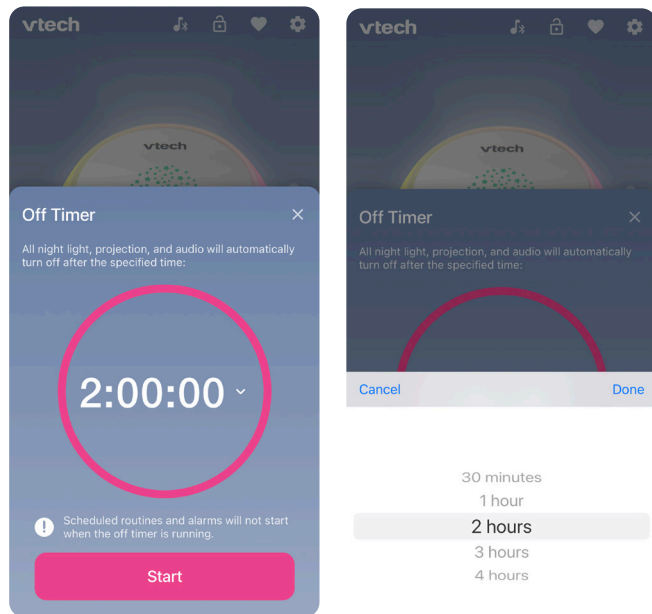 vtech
vtech
Off Timer
All night light, projection, and audio will automatically
turn off after the specified time:
2:00:00
Scheduled routines and alarms will not start
when the off timer is running.
Start
vtech
vtech
Off Timer
All night light, projection, and audio will automatically
turn off after the specified time:
Cancel
Done
30 minutes
1 hour
2 hours
3 hours
4 hours